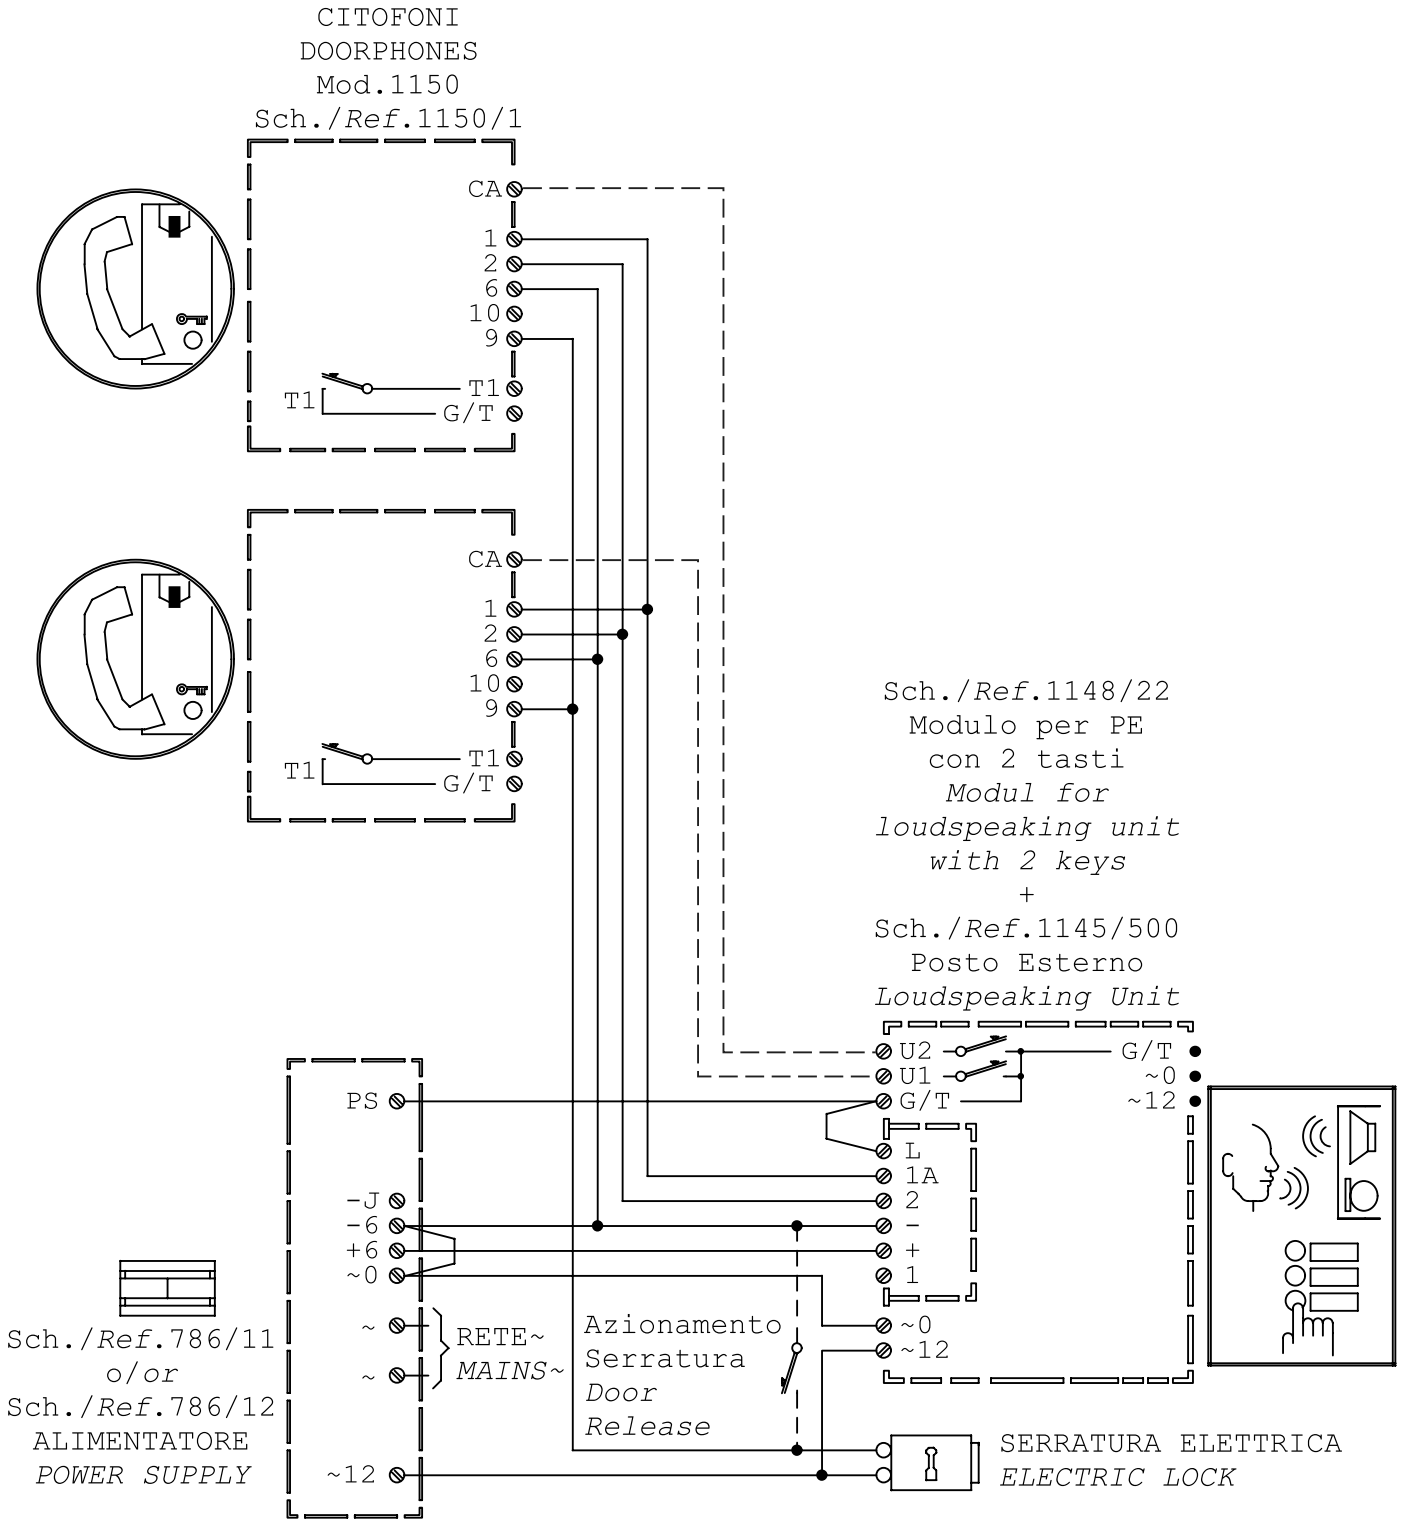 CITOFONI
DOORPHONES
Mod.1150
Sch./Ref.1150/1
CA
1
2
6
10
9
T1
T1
G/T
CA
1
2
6
10
9
T1
T1
G/T
Sch./Ref.1148/22
Modulo per PE
con 2 tasti
Modul for
loudspeaking unit
with 2 keys
+
Sch./Ref.1145/500
Posto Esterno
Loudspeaking Unit
U2
G/T
U1
~0
G/T
~12
L
1A
2
-
+
1
~0
~12
PS
-J
-6
+6
~0
~
~
~12
RETE~
MAINS~
Sch./Ref.786/11
o/or
Sch./Ref.786/12
ALIMENTATORE
POWER SUPPLY
Azionamento
Serratura
Door
Release
SERRATURA ELETTRICA
ELECTRIC LOCK